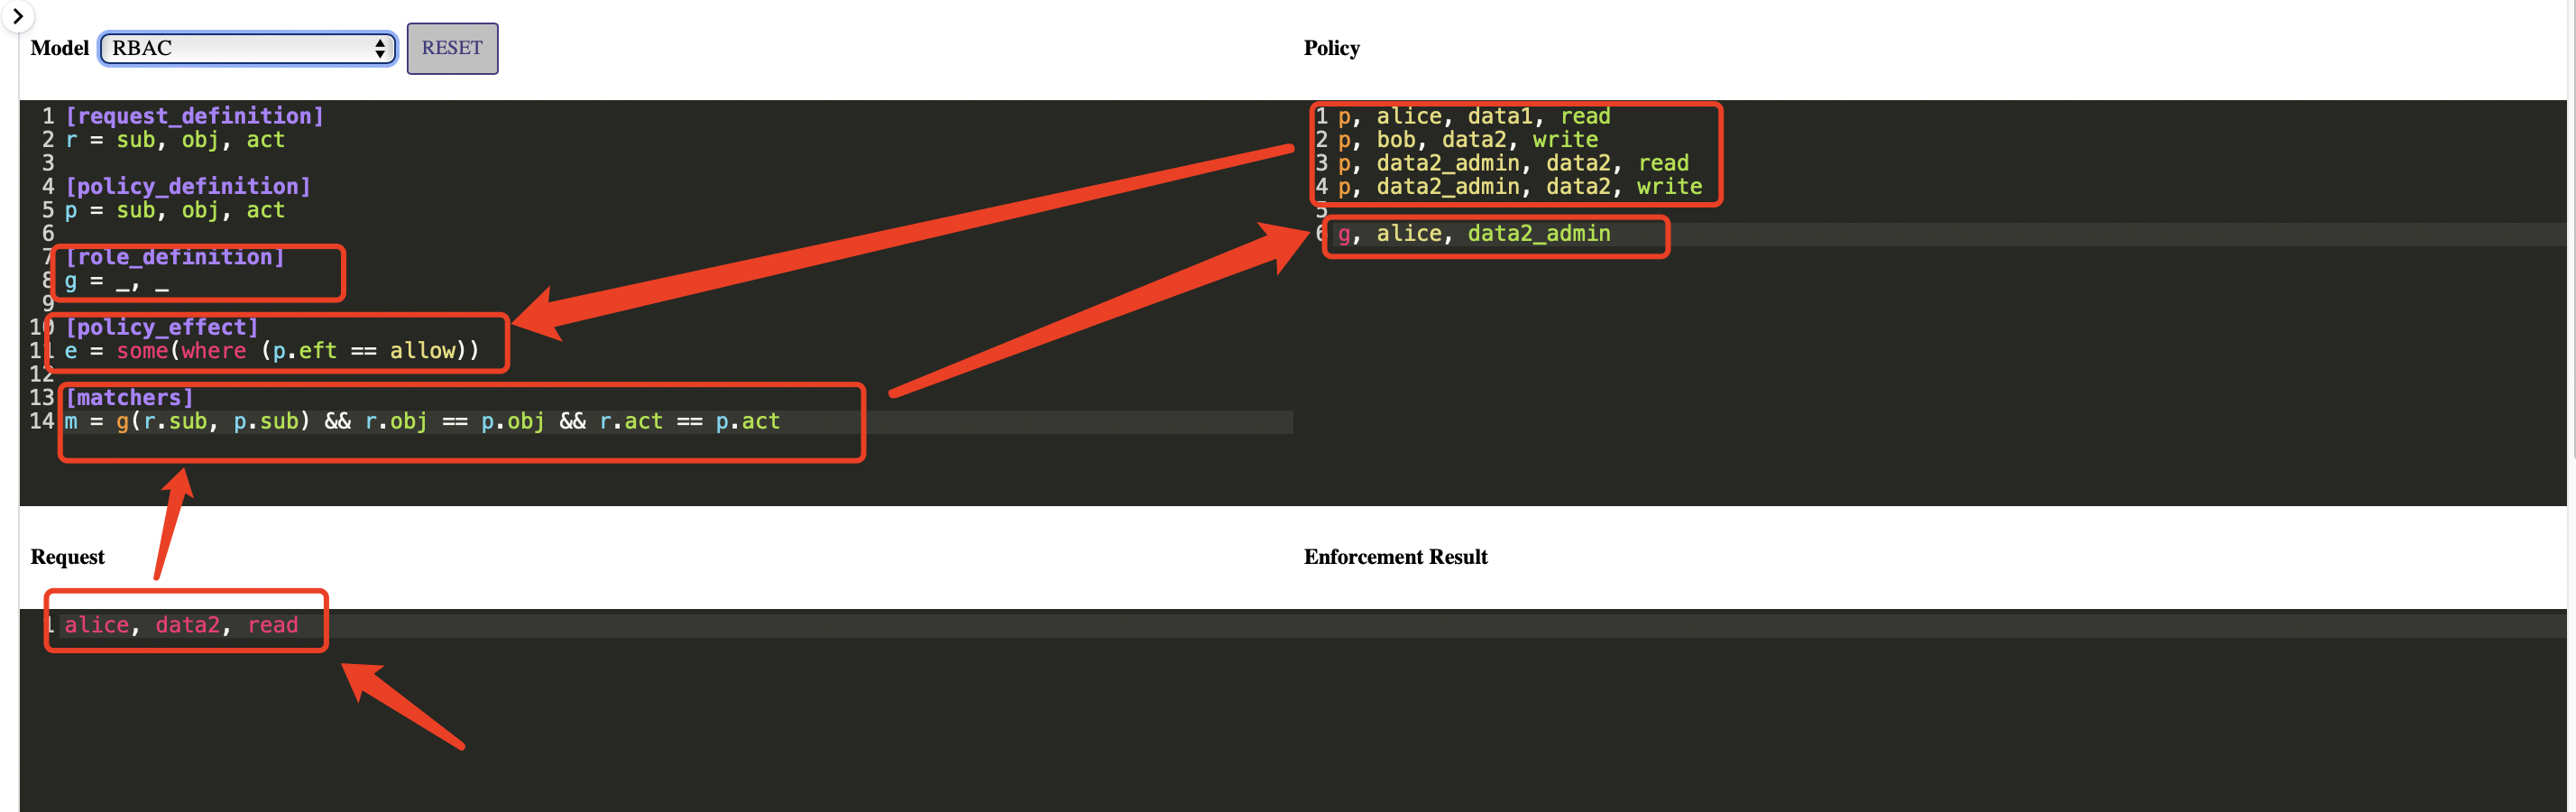 Model RBAC RESET
1 [request_definition]
2 r = sub, obj, act
3
4 [policy_definition]
5 p = sub, obj, act
6
7 [role_definition]
8 g = _, _
9
10 [policy_effect]
11 e = some(where (p.eft == allow))
12
13 [matchers]
14 m = g(r.sub, p.sub) && r.obj == p.obj && r.act == p.act
Policy
1 p, alice, data1, read
2 p, bob, data2, write
3 p, data2_admin, data2, read
4 p, data2_admin, data2, write
5
6 g, alice, data2_admin
Request
1 alice, data2, read
Enforcement Result